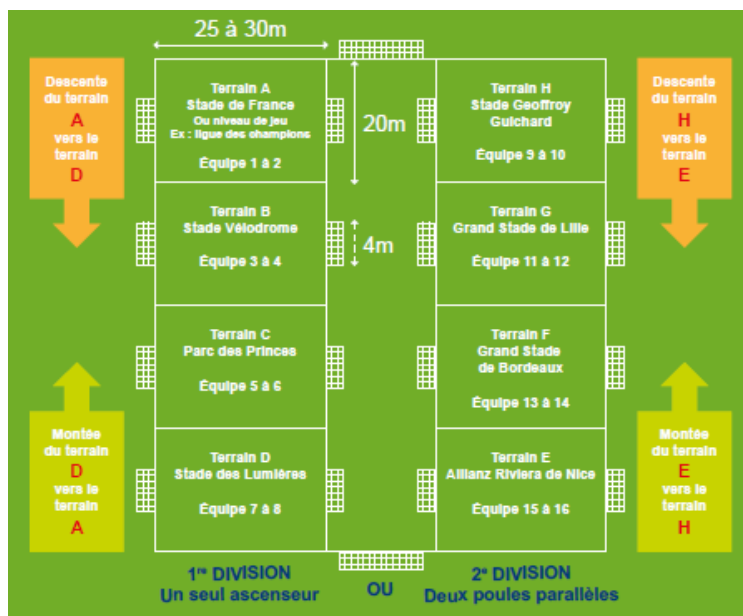 25 à 30m
Descente
du terrain
A
vers le
terrain
D
Terrain A
Stade de France
Ou niveau de jeu
Ex : ligue des champions
Équipe 1 à 2
20m
Terrain H
Stade Geoffroy
Guichard
Équipe 9 à 10
Descente
du terrain
H
vers le
terrain
E
Terrain B
Stade Vélodrome
Équipe 3 à 4
4m
Terrain G
Grand Stade de Lille
Équipe 11 à 12
Terrain C
Parc des Princes
Équipe 5 à 6
Terrain F
Grand Stade
de Bordeaux
Équipe 13 à 14
Montée
du terrain
D
vers le
terrain
A
Terrain D
Stade des Lumières
Équipe 7 à 8
Terrain E
Allianz Riviera de Nice
Équipe 15 à 16
Montée
du terrain
E
vers le
terrain
H
1re DIVISION
Un seul ascenseur
OU
2e DIVISION
Deux poules parallèles